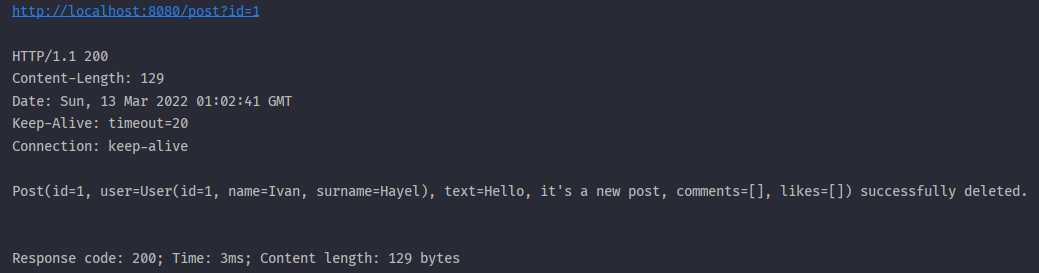 http://localhost:8080/post?id=1
HTTP/1.1 200
Content-Length: 129
Date: Sun, 13 Mar 2022 01:02:41 GMT
Keep-Alive: timeout=20
Connection: keep-alive
Post(id=1, user=User(id=1, name=Ivan, surname=Hayel), text=Hello, it's a new post, comments=[], likes=[]) successfully deleted.
Response code: 200; Time: 3ms; Content length: 129 bytes